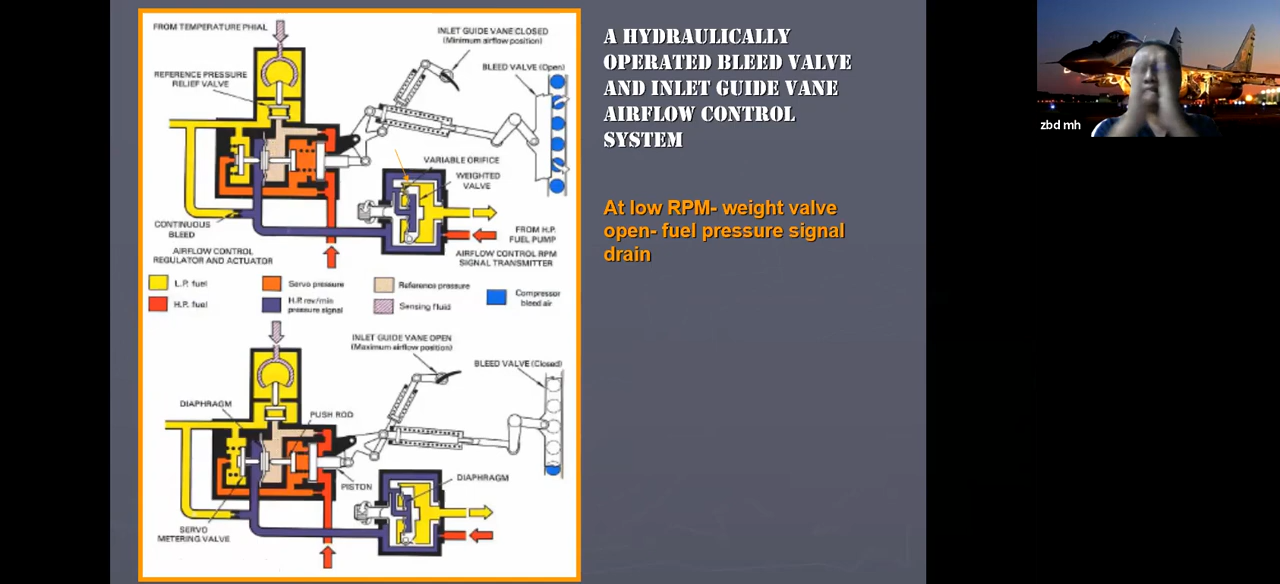 FROM TEMPERATURE PHIAL
INLET GUIDE VANE CLOSED
(Minimum airflow position)
REFERENCE PRESSURE
RELIEF VALVE
BLEED VALVE (Open)
VARIABLE ORIFICE
WEIGHTED
VALVE
CONTINUOUS
BLEED
FROM H.P.
FUEL PUMP
AIRFLOW CONTROL
REGULATOR AND ACTUATOR
AIRFLOW CONTROL RPM
SIGNAL TRANSMITTER
L.P. fuel
Servo pressure
Reference pressure
Compressor
bleed air
H.P. fuel
H.P. rev/min
pressure signal
Sensing fluid
INLET GUIDE VANE OPEN
(Maximum airflow position)
BLEED VALVE (Closed)
DIAPHRAGM
PUSH ROD
PISTON
DIAPHRAGM
SERVO
METERING VALVE
A HYDRAULICALLY
OPERATED BLEED VALVE
AND INLET GUIDE VANE
AIRFLOW CONTROL
SYSTEM
At low RPM- weight valve
open- fuel pressure signal
drain
zbd mh